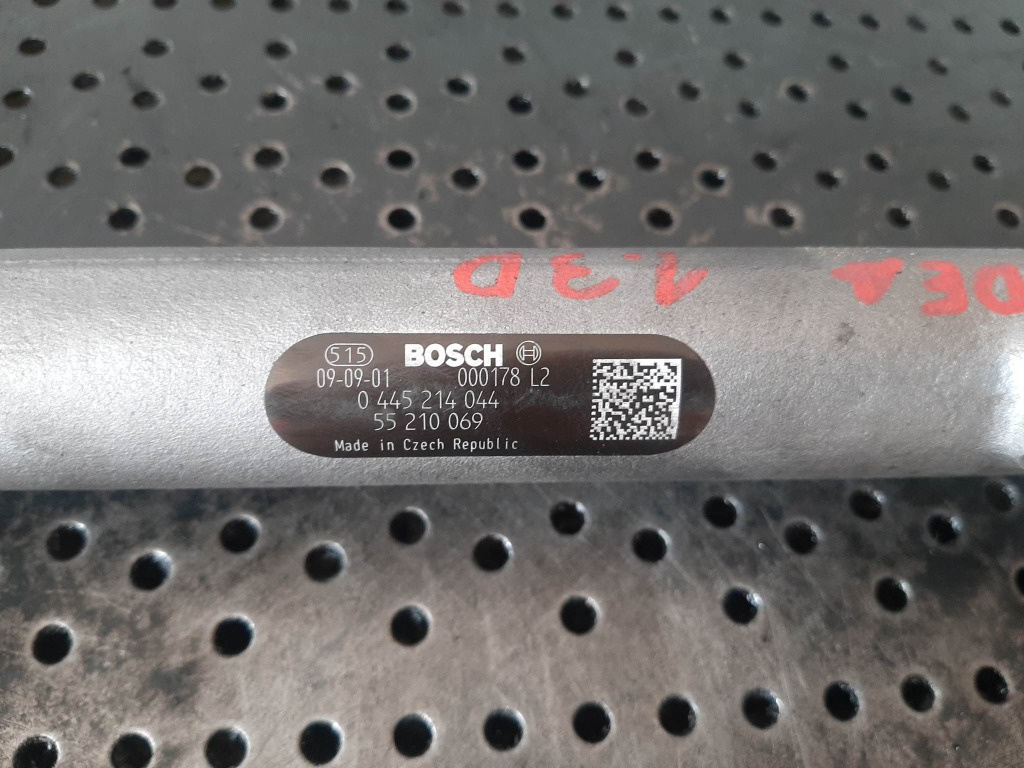 1.3D
DEA
515 BOSCH
09-09-01 000178 L2
0 445 214 044
55 210 069
Made in Czech Republic